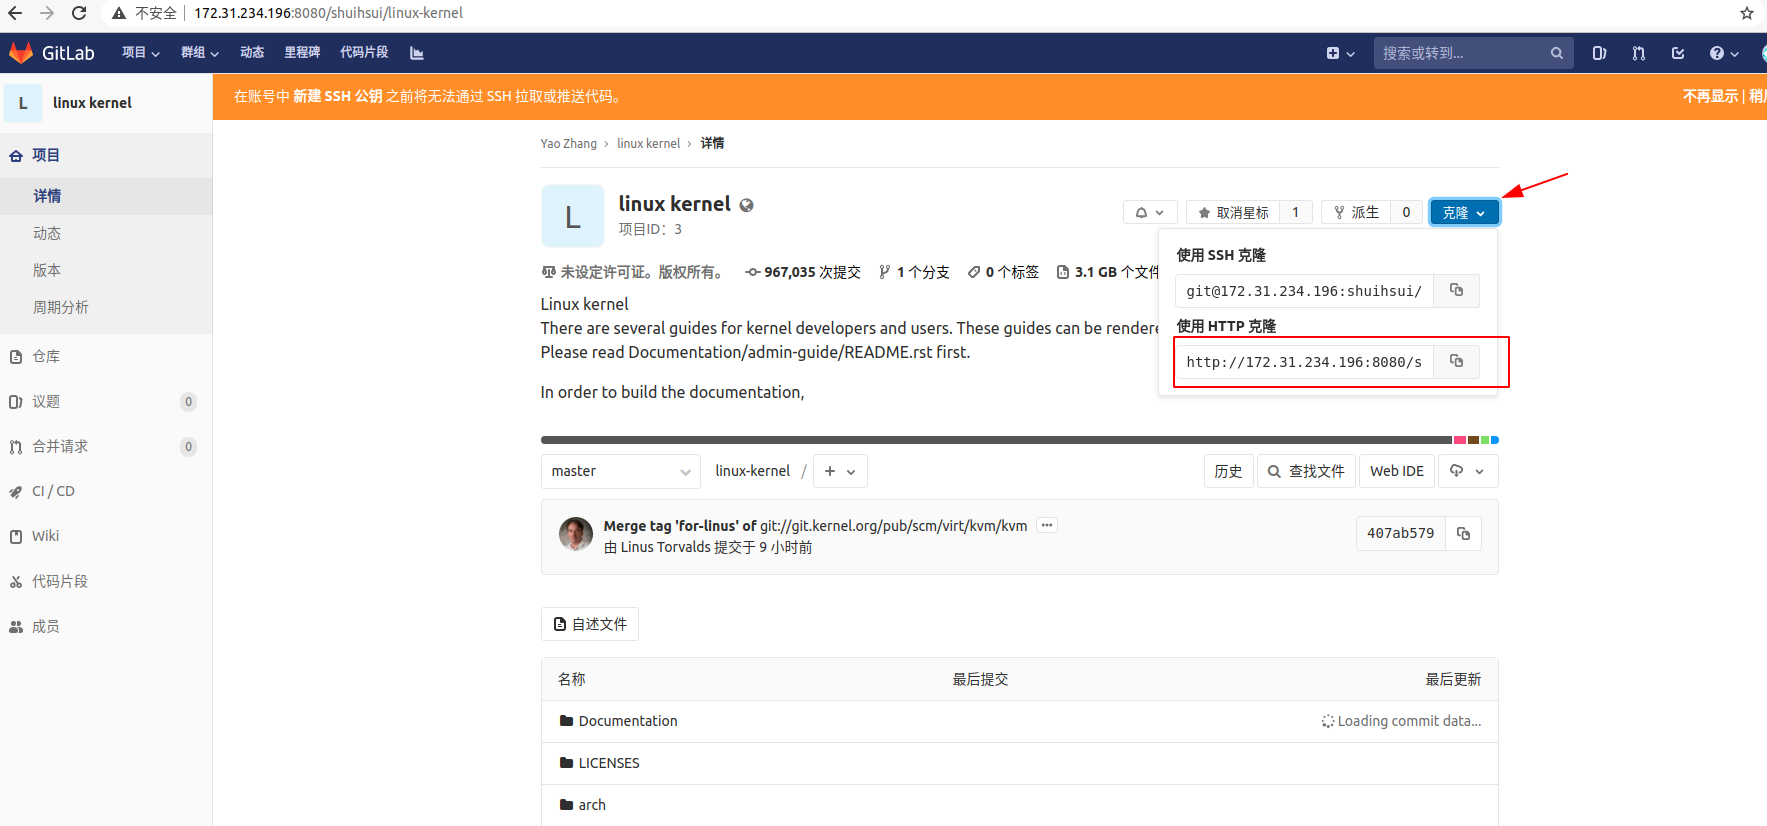 不安全 172.31.234.196:8080/shuihsui/linux-kernel
GitLab 项目 群组 动态 里程碑 代码片段 搜索或转到...
L linux kernel
在账号中 新建 SSH 公钥 之前将无法通过 SSH 拉取或推送代码。 不再显示 | 稍
项目
详情
动态
版本
周期分析
仓库
议题 0
合并请求 0
CI / CD
Wiki
代码片段
成员
Yao Zhang › linux kernel › 详情
L
linux kernel
项目ID: 3
取消星标 1 派生 0 克隆
未设定许可证。版权所有。 967,035 次提交 1 个分支 0 个标签 3.1 GB 个文件
使用 SSH 克隆
git@172.31.234.196:shuihsui/
使用 HTTP 克隆
http://172.31.234.196:8080/s
Linux kernel
There are several guides for kernel developers and users. These guides can be rendere
Please read Documentation/admin-guide/README.rst first.
In order to build the documentation,
master linux-kernel / + 历史 查找文件 Web IDE
Merge tag 'for-linus' of git://git.kernel.org/pub/scm/virt/kvm/kvm ...
由 Linus Torvalds 提交于 9 小时前
407ab579
自述文件
名称 最后提交 最后更新
Documentation Loading commit data...
LICENSES
arch